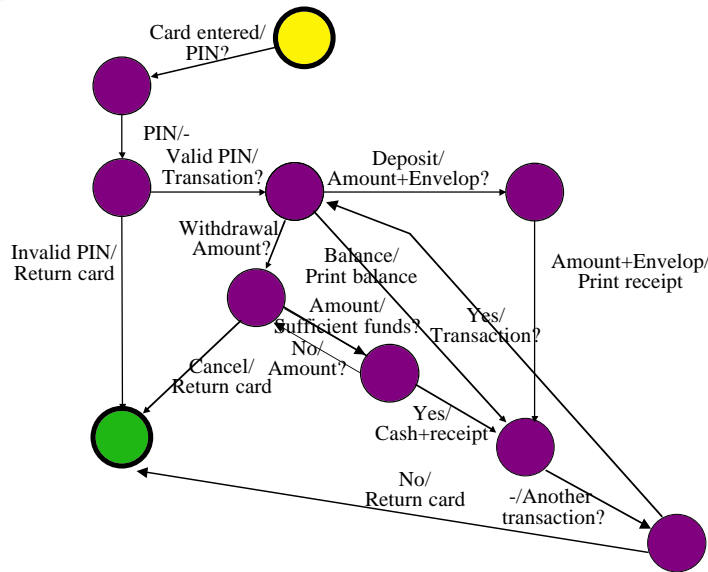 Card entered/
PIN?
PIN/-
Valid PIN/
Transation?
Deposit/
Amount+Envelop?
Withdrawal
Amount?
Invalid PIN/
Return card
Balance/
Print balance
Amount+Envelop/
Print receipt
Amount/
Sufficient funds?
Yes/
Transaction?
No/
Amount?
Cancel/
Return card
Yes/
Cash+receipt
No/
Return card
-/Another
transaction?